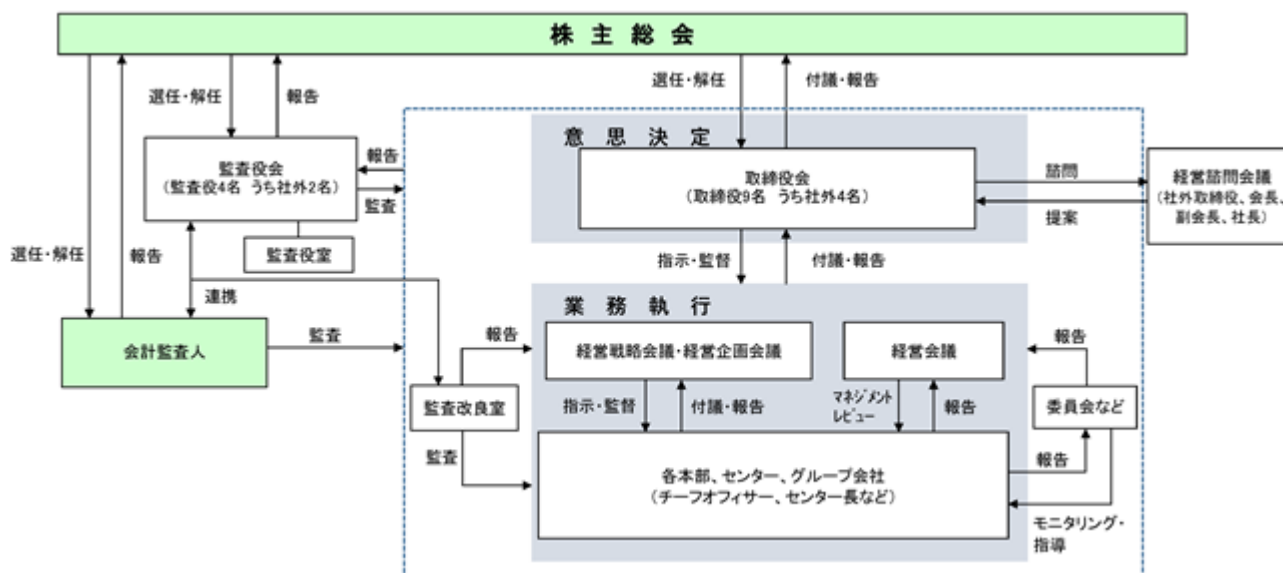 株 主 総 会
選任・解任
報告
選任・解任
付議・報告
意 思 決 定
監査役会
(監査役4名 うち社外2名)
報告
監査
取締役会
(取締役9名 うち社外4名)
諮問
提案
経営諮問会議
(社外取締役、会長、
副会長、社長)
監査役室
選任・解任
報告
連携
指示・監督
付議・報告
業 務 執 行
会計監査人
監査
報告
経営戦略会議・経営企画会議
経営会議
報告
監査改良室
指示・監督
付議・報告
マネジメント
レビュー
報告
委員会など
監査
各本部、センター、グループ会社
(チーフオフィサー、センター長など)
報告
モニタリング・
指導